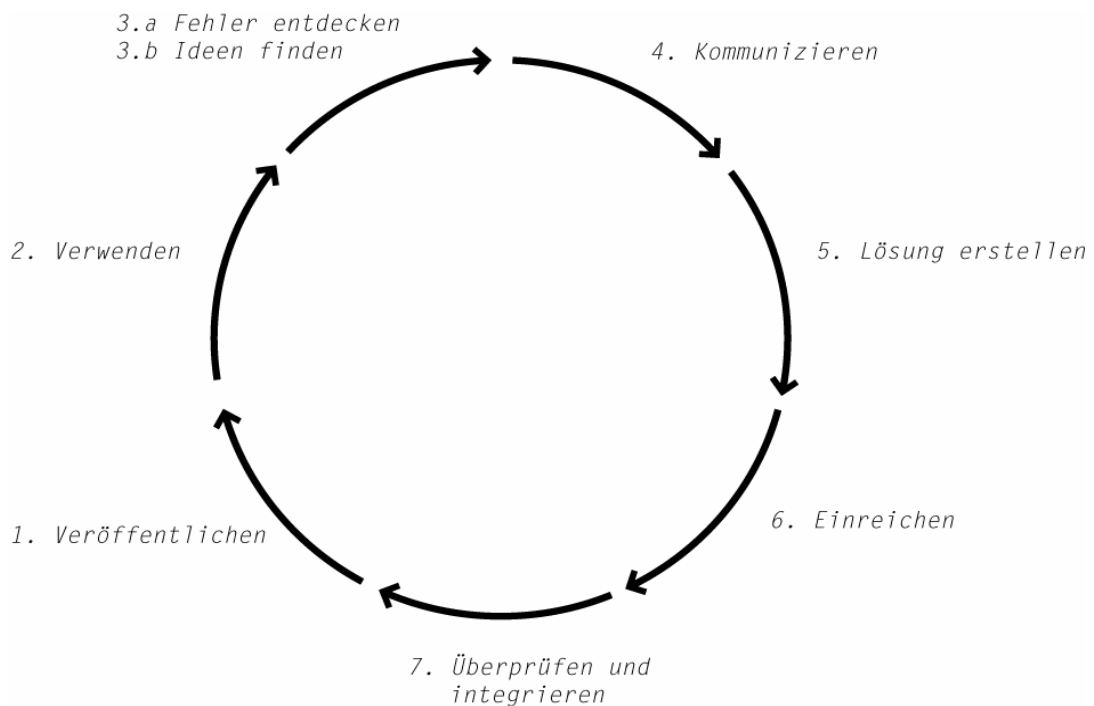 3.a Fehler entdecken
3.b Ideen finden
4. Kommunizieren
2. Verwenden
5. Lösung erstellen
1. Veröffentlichen
6. Einreichen
7. Überprüfen und
integrieren